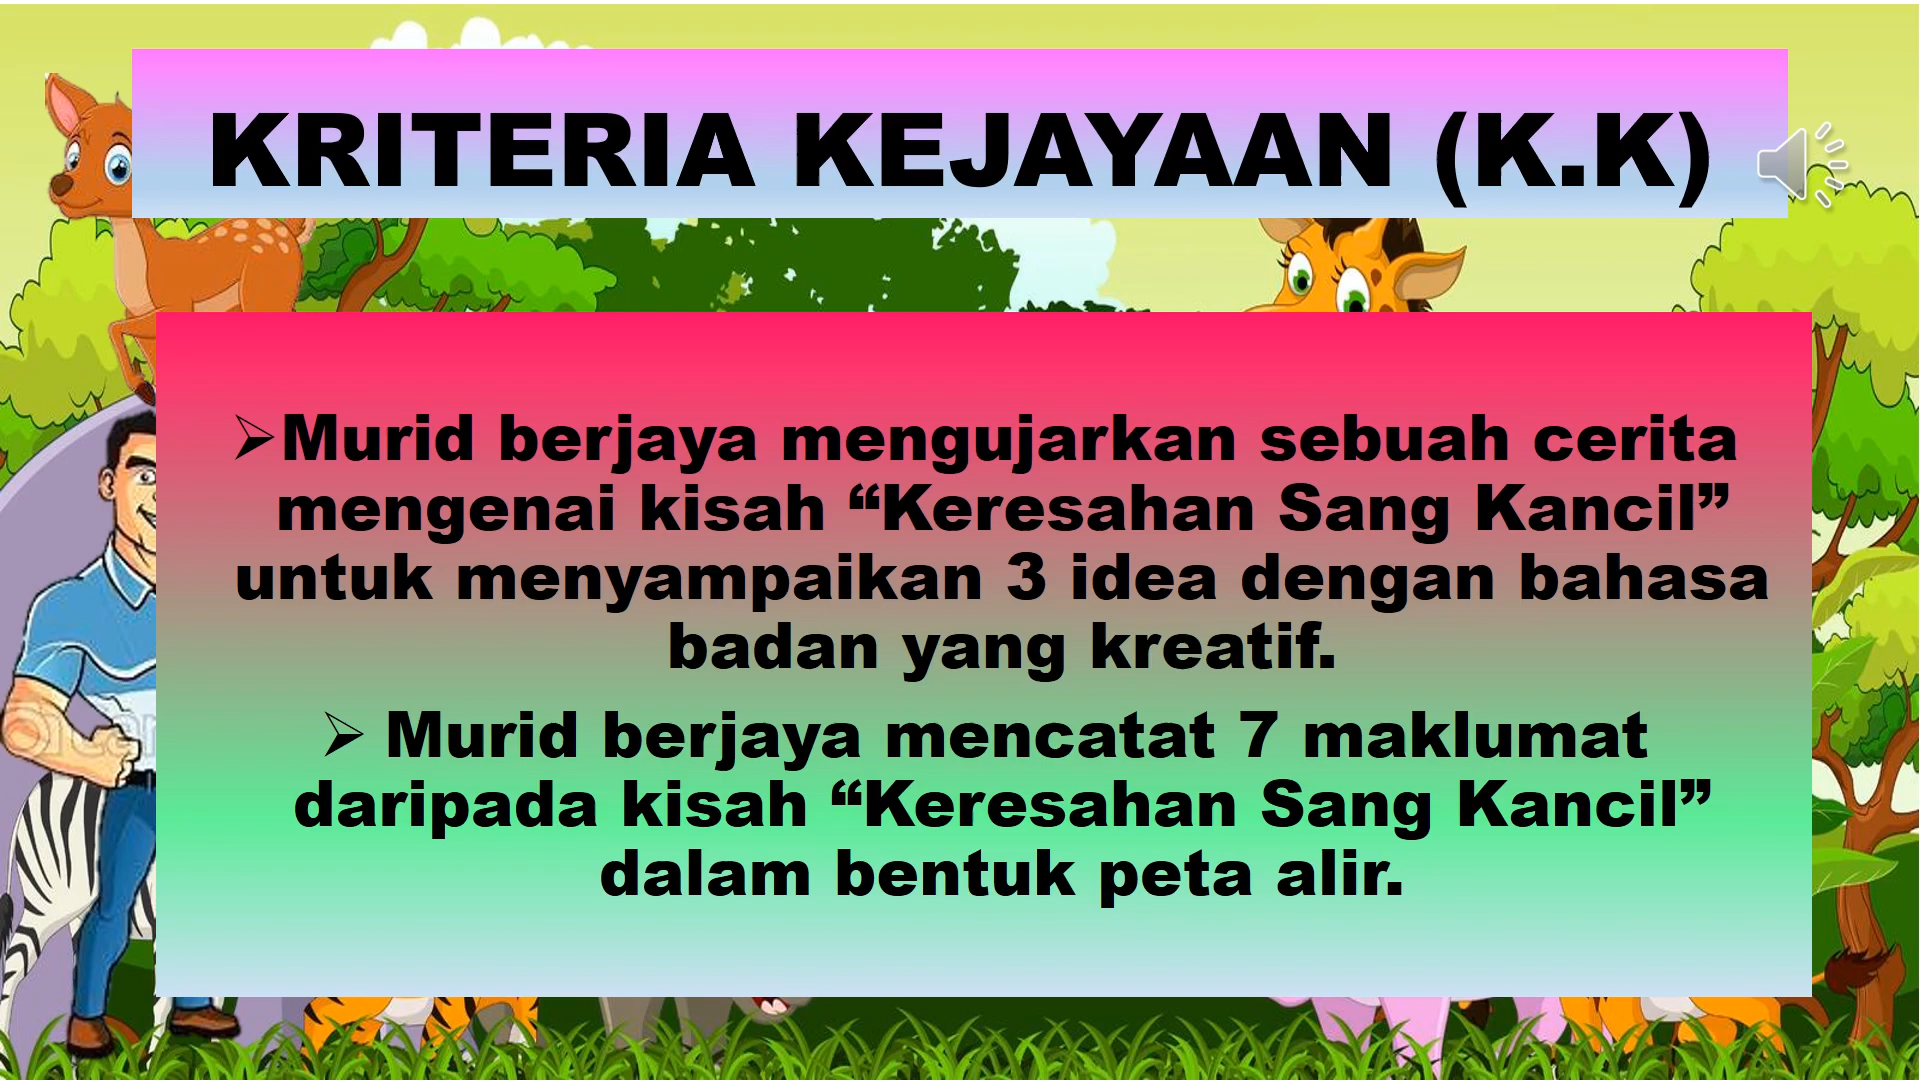 KRITERIA KEJAYAAN (K.K)
➢Murid berjaya mengujarkan sebuah cerita
mengenai kisah “Keresahan Sang Kancil”
untuk menyampaikan 3 idea dengan bahasa
badan yang kreatif.
➢ Murid berjaya mencatat 7 maklumat
daripada kisah “Keresahan Sang Kancil”
dalam bentuk peta alir.